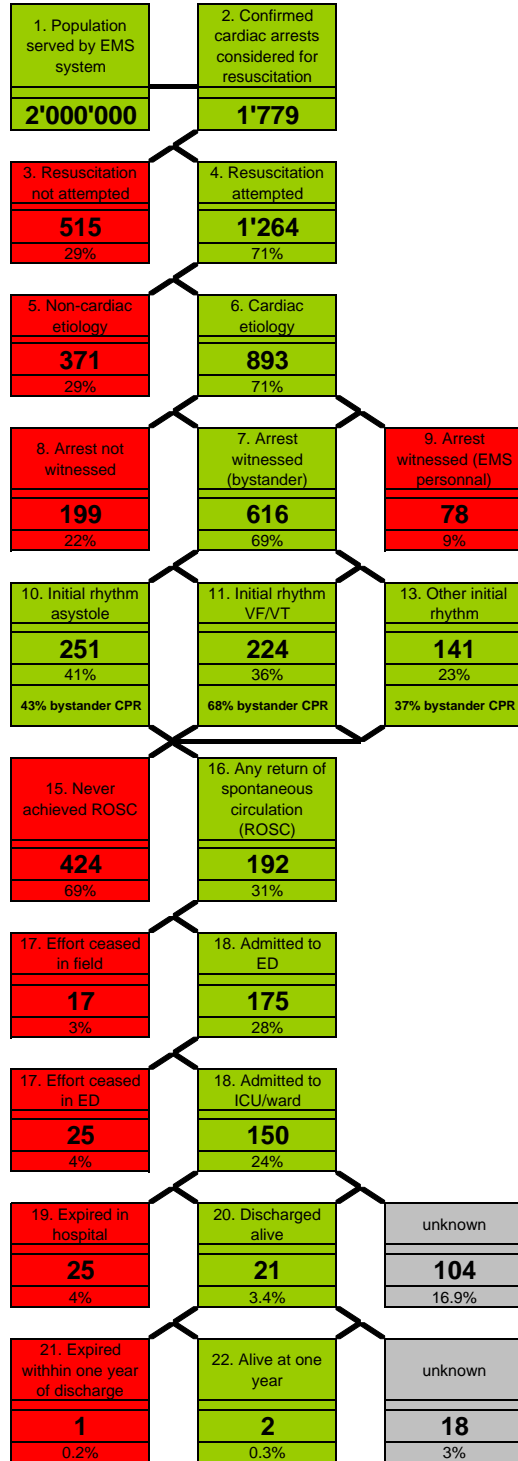 1. Population
served by EMS
system
2'000'000
2. Confirmed
cardiac arrests
considered for
resuscitation
1'779
3. Resuscitation
not attempted
515
29%
4. Resuscitation
attempted
1'264
71%
5. Non-cardiac
etiology
371
29%
6. Cardiac
etiology
893
71%
8. Arrest not
witnessed
199
22%
7. Arrest
witnessed
(bystander)
616
69%
9. Arrest
witnessed (EMS
personnal)
78
9%
10. Initial rhythm
asystole
251
41%
43% bystander CPR
11. Initial rhythm
VF/VT
224
36%
68% bystander CPR
13. Other initial
rhythm
141
23%
37% bystander CPR
15. Never
achieved ROSC
424
69%
16. Any return of
spontaneous
circulation
(ROSC)
192
31%
17. Effort ceased
in field
17
3%
18. Admitted to
ED
175
28%
17. Effort ceased
in ED
25
4%
18. Admitted to
ICU/ward
150
24%
19. Expired in
hospital
25
4%
20. Discharged
alive
21
3.4%
unknown
104
16.9%
21. Expired
withhin one year
of discharge
1
0.2%
22. Alive at one
year
2
0.3%
unknown
18
3%